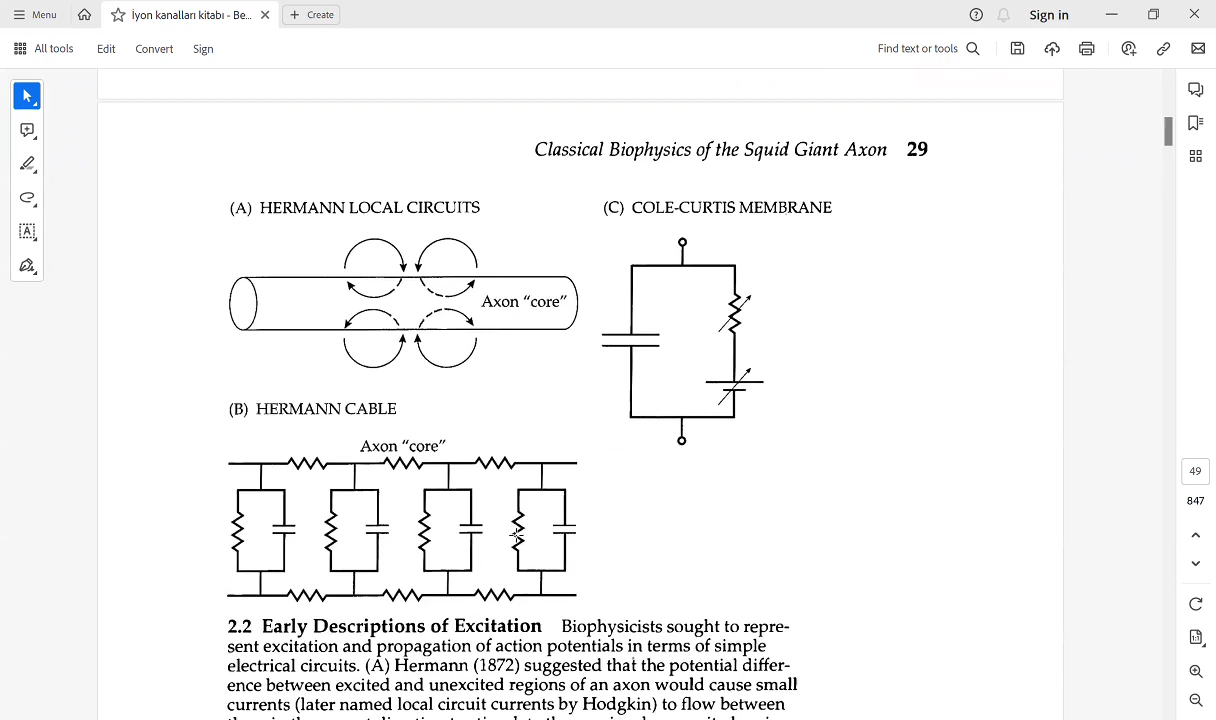 Menu
İyon kanalları kitabı - Be...
Create
Sign in
All tools
Edit
Convert
Sign
Find text or tools
Classical Biophysics of the Squid Giant Axon 29
(A) HERMANN LOCAL CIRCUITS
(C) COLE-CURTIS MEMBRANE
Axon "core"
(B) HERMANN CABLE
Axon "core"
49
847
2.2 Early Descriptions of Excitation Biophysicists sought to repre-
sent excitation and propagation of action potentials in terms of simple
electrical circuits. (A) Hermann (1872) suggested that the potential differ-
ence between excited and unexcited regions of an axon would cause small
currents (later named local circuit currents by Hodgkin) to flow between